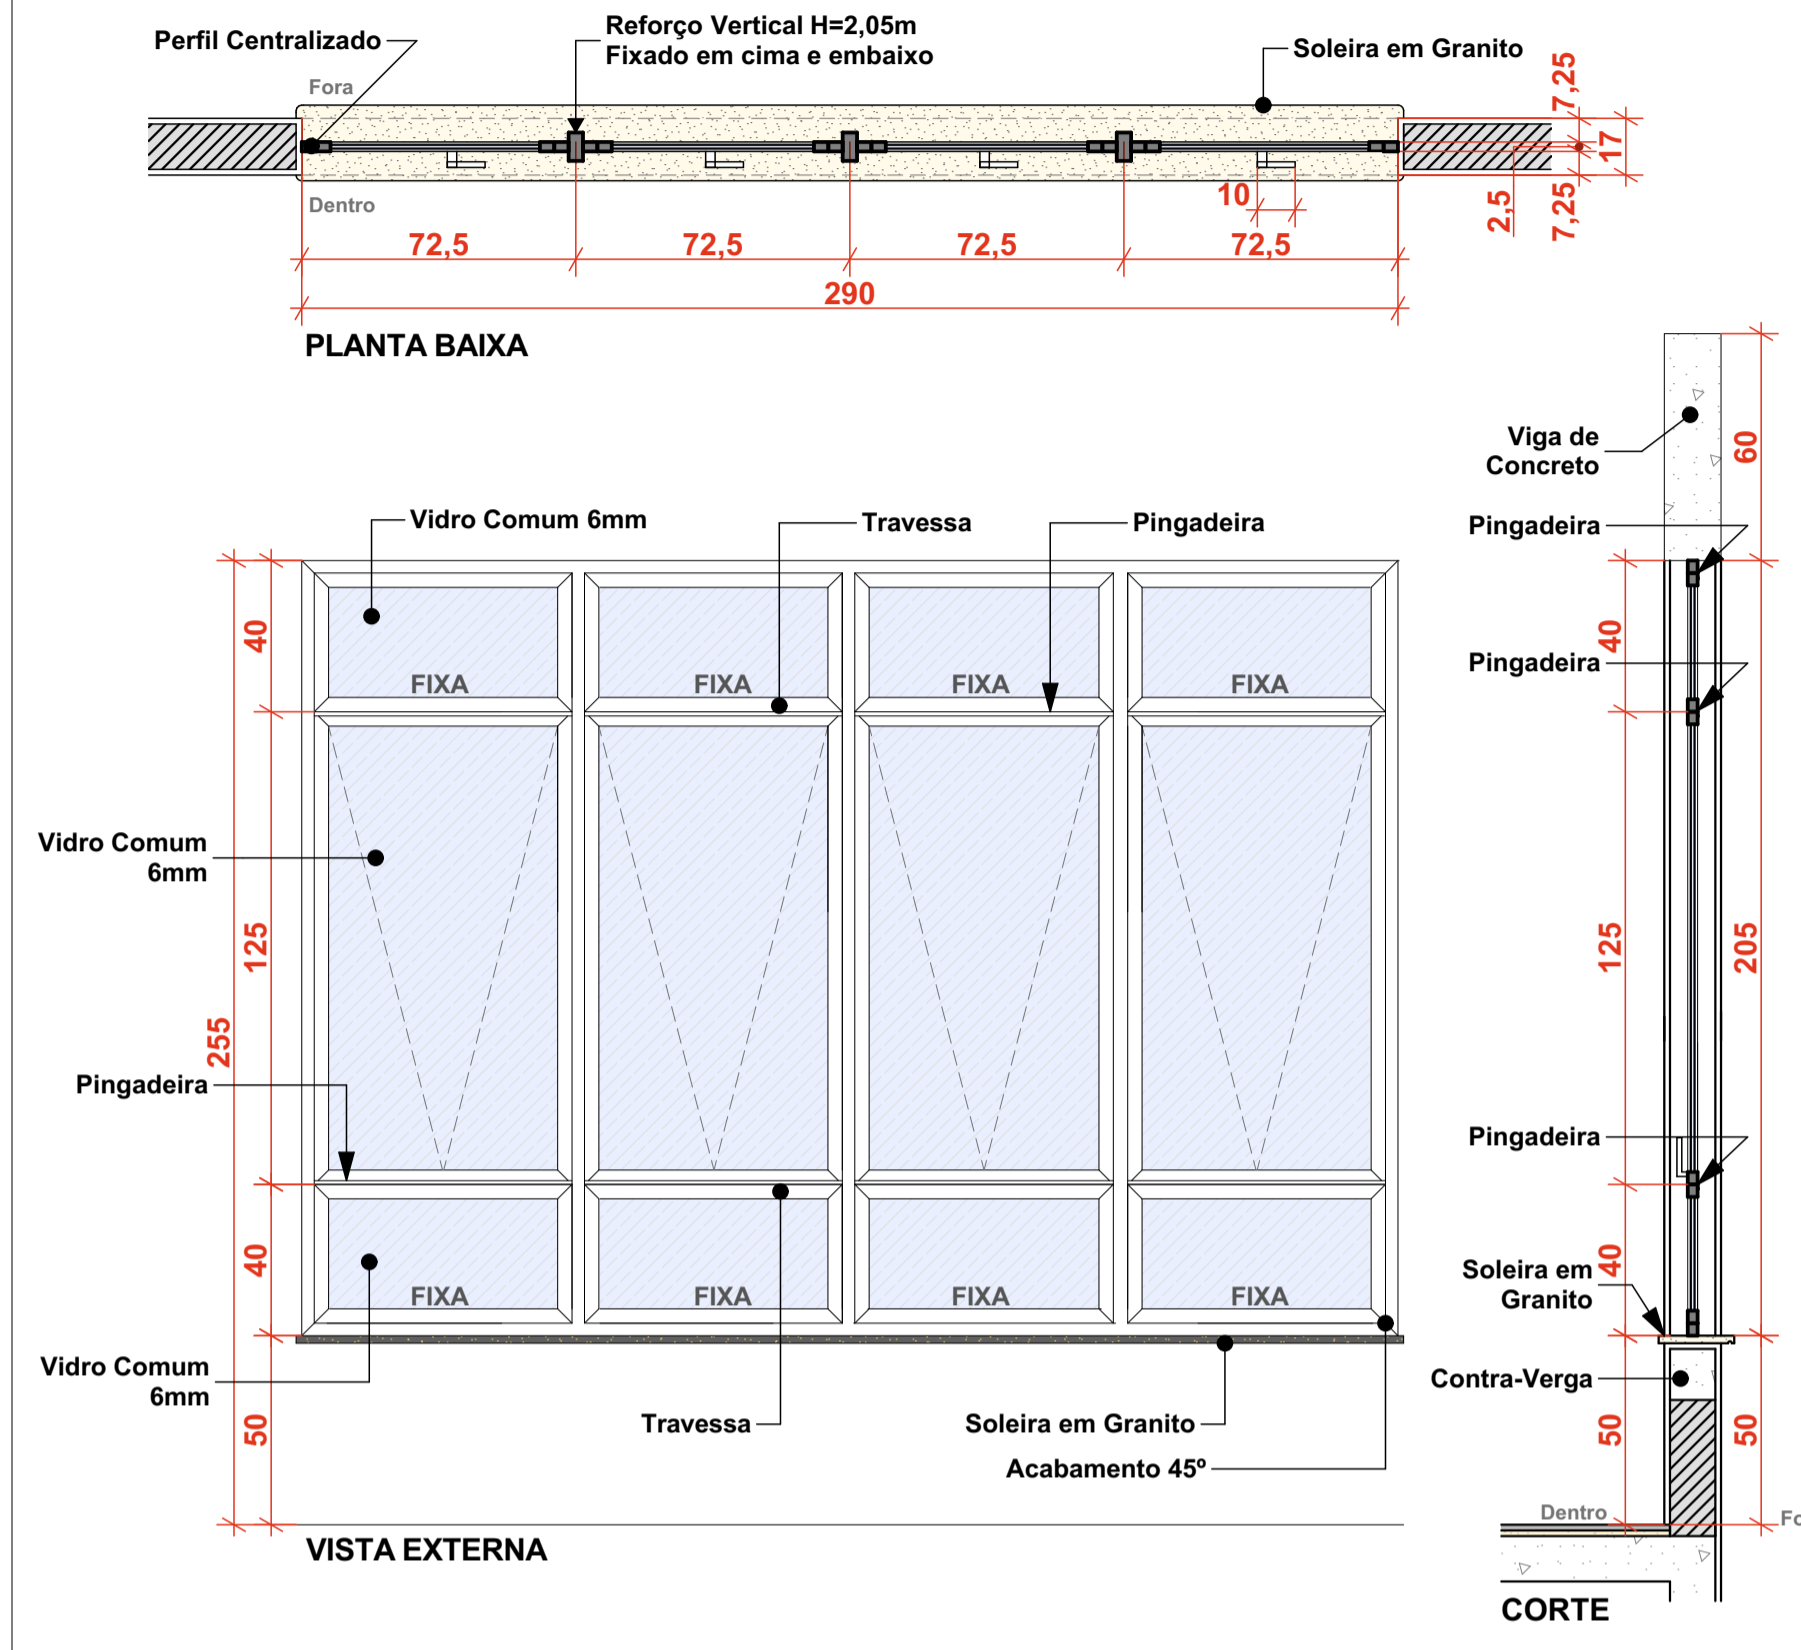 Perfil Centralizado
Reforço Vertical H=2,05m
Fixado em cima e embaixo
Soleira em Granito
Fora
Dentro
7,25
17
2,5
7,25
10
72,5
72,5
72,5
72,5
290
PLANTA BAIXA
Vidro Comum 6mm
Travessa
Pingadeira
40
FIXA
FIXA
FIXA
FIXA
Vidro Comum
6mm
125
255
Pingadeira
40
FIXA
FIXA
FIXA
FIXA
Vidro Comum
6mm
50
Travessa
Soleira em Granito
Acabamento 45º
VISTA EXTERNA
Viga de
Concreto
60
Pingadeira
40
Pingadeira
125
205
Pingadeira
40
Soleira em
Granito
Contra-Verga
50
50
Dentro
Fo
CORTE